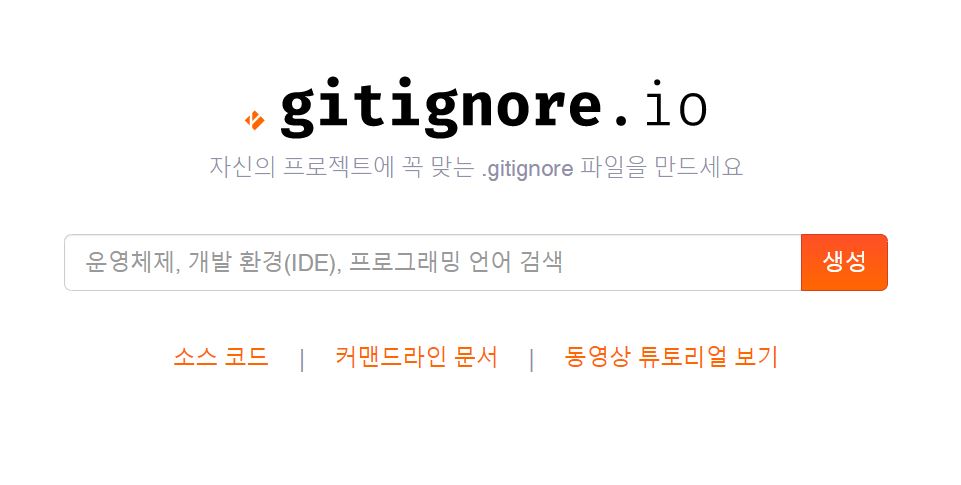 gitignore.io
자신의 프로젝트에 꼭 맞는 .gitignore 파일을 만드세요
운영체제, 개발 환경(IDE), 프로그래밍 언어 검색 생성
소스 코드 | 커맨드라인 문서 | 동영상 튜토리얼 보기